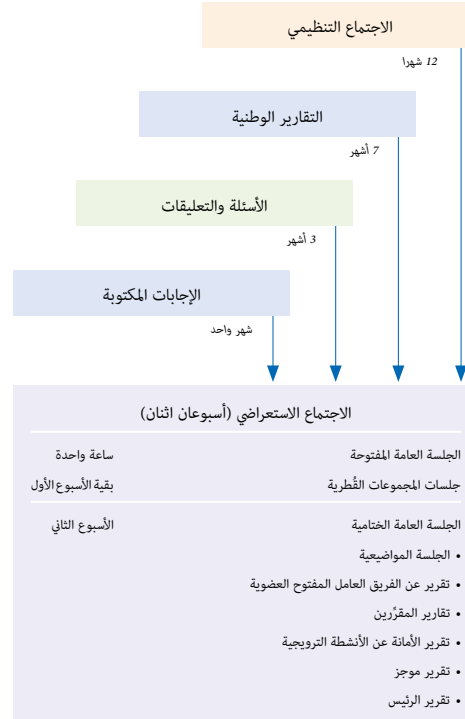 الاجتماع التنظيمي
12 شهرا
التقارير الوطنية
7 أشهر
الأسئلة والتعليقات
3 أشهر
الإجابات المكتوبة
شهر واحد
الاجتماع الاستعراضي (أسبوعان اثنان)
الجلسة العامة المفتوحة ساعة واحدة
جلسات المجموعات القُطرية بقية الأسبوع الأول
الجلسة العامة الختامية الأسبوع الثاني
• الجلسة المواضيعية
• تقرير عن الفريق العامل المفتوح العضوية
• تقارير المقرَّرين
• تقرير الأمانة عن الأنشطة الترويجية
• تقرير موجز
• تقرير الرئيس